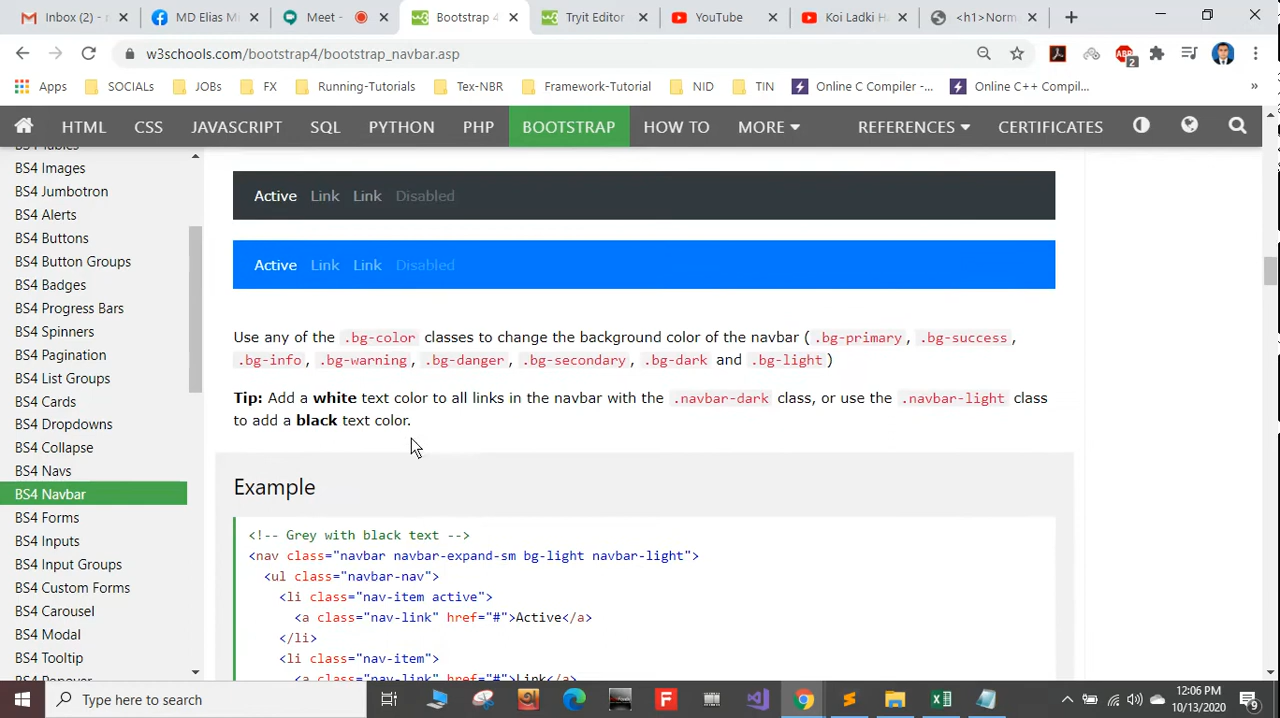 Inbox (2) -
MD Elias M
Meet -
Bootstrap 4
Tryit Editor
YouTube
Koi Ladki H
<h1>Norm
w3schools.com/bootstrap4/bootstrap_navbar.asp
Apps SOCIALs JOBs FX Running-Tutorials Tex-NBR Framework-Tutorial NID TIN Online C Compiler -... Online C++ Compil... »
HTML CSS JAVASCRIPT SQL PYTHON PHP BOOTSTRAP HOW TO MORE REFERENCES CERTIFICATES
BS4 Tables
BS4 Images
BS4 Jumbotron
BS4 Alerts
BS4 Buttons
BS4 Button Groups
BS4 Badges
BS4 Progress Bars
BS4 Spinners
BS4 Pagination
BS4 List Groups
BS4 Cards
BS4 Dropdowns
BS4 Collapse
BS4 Navs
BS4 Navbar
BS4 Forms
BS4 Inputs
BS4 Input Groups
BS4 Custom Forms
BS4 Carousel
BS4 Modal
BS4 Tooltip
BS4 Popover
Active Link Link Disabled
Active Link Link Disabled
Use any of the .bg-color classes to change the background color of the navbar (.bg-primary, .bg-success,
.bg-info, .bg-warning, .bg-danger, .bg-secondary, .bg-dark and .bg-light)
Tip: Add a white text color to all links in the navbar with the .navbar-dark class, or use the .navbar-light class
to add a black text color.
Example
<!-- Grey with black text -->
<nav class="navbar navbar-expand-sm bg-light navbar-light">
<ul class="navbar-nav">
<li class="nav-item active">
<a class="nav-link" href="#">Active</a>
</li>
<li class="nav-item">
<a class="nav-link" href="#">Link</a>
Type here to search
12:06 PM
10/13/2020